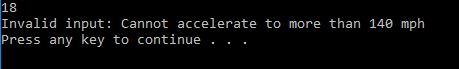 18
Invalid input: Cannot accelerate to more than 140 mph
Press any key to continue . . .